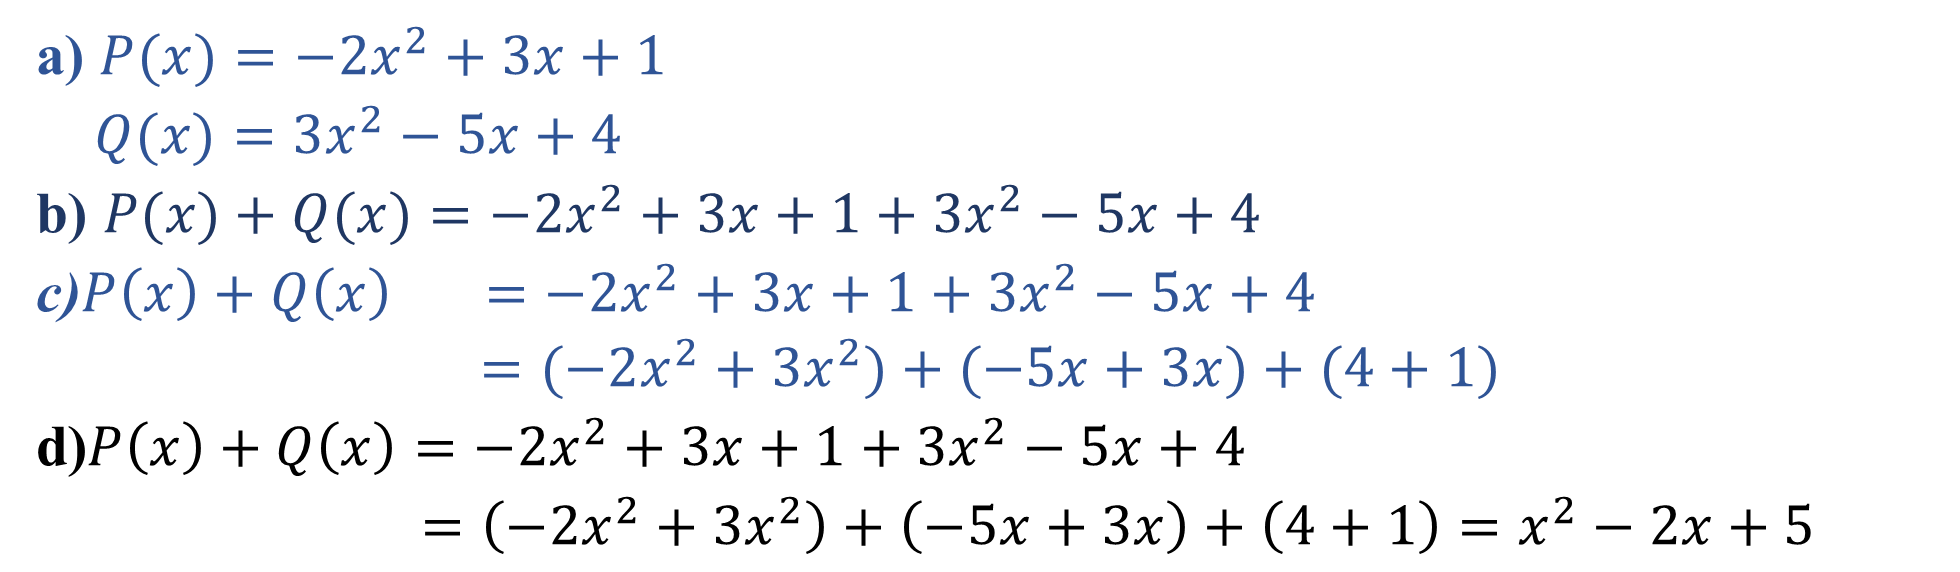 a) P(x) = −2x² + 3x + 1
Q(x) = 3x² − 5x + 4
b) P(x) + Q(x) = −2x² + 3x + 1 + 3x² − 5x + 4
c)P(x) + Q(x) = −2x² + 3x + 1 + 3x² − 5x + 4
= (−2x² + 3x²) + (−5x + 3x) + (4 + 1)
d)P(x) + Q(x) = −2x² + 3x + 1 + 3x² − 5x + 4
= (−2x² + 3x²) + (−5x + 3x) + (4 + 1) = x² − 2x + 5